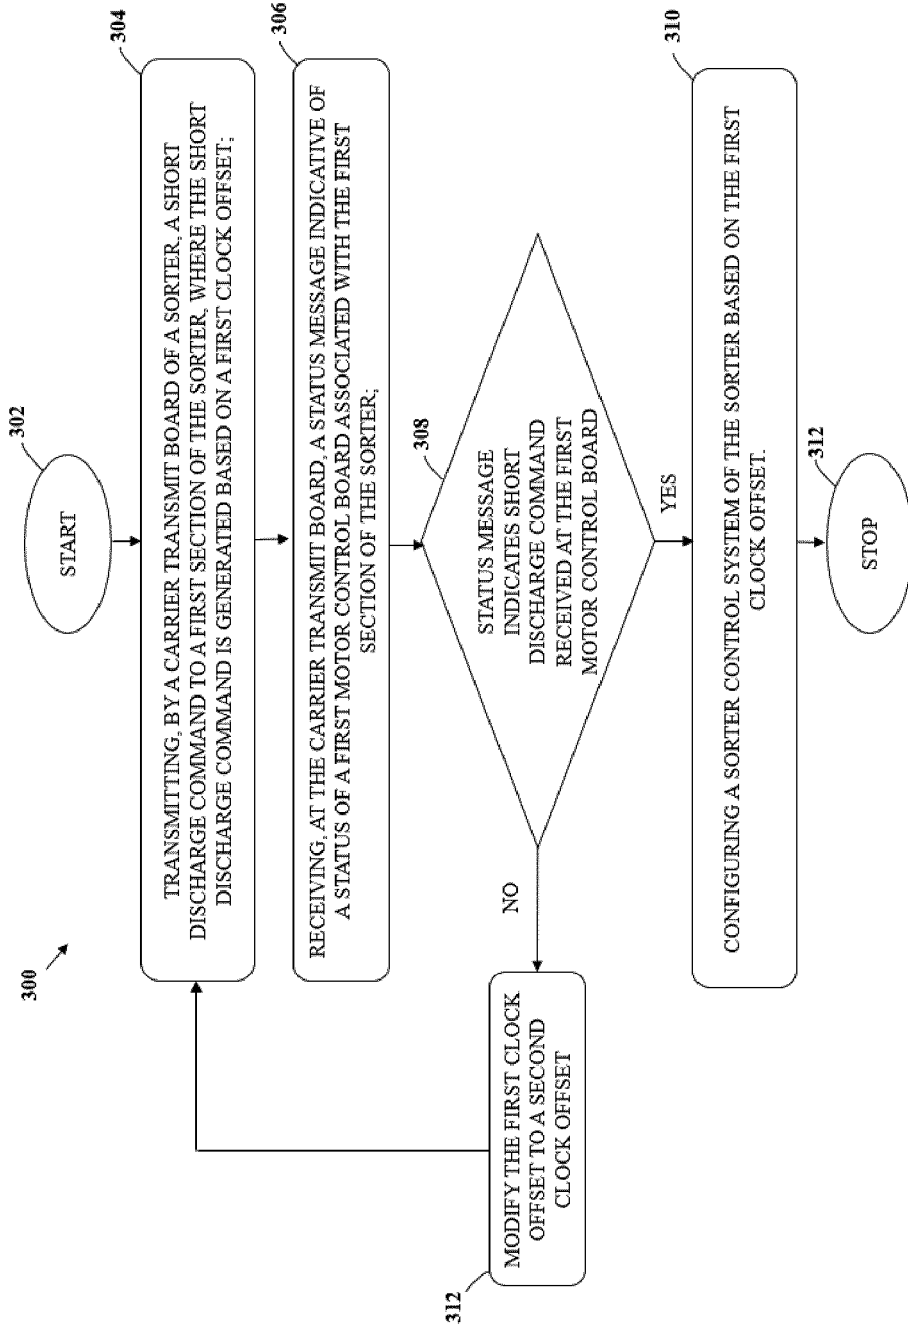 300
302
START
304
TRANSMITTING, BY A CARRIER TRANSMIT BOARD OF A SORTER, A SHORT
DISCHARGE COMMAND TO A FIRST SECTION OF THE SORTER, WHERE THE SHORT
DISCHARGE COMMAND IS GENERATED BASED ON A FIRST CLOCK OFFSET;
306
RECEIVING, AT THE CARRIER TRANSMIT BOARD, A STATUS MESSAGE INDICATIVE OF
A STATUS OF A FIRST MOTOR CONTROL BOARD ASSOCIATED WITH THE FIRST
SECTION OF THE SORTER;
308
STATUS MESSAGE
INDICATES SHORT
DISCHARGE COMMAND
RECEIVED AT THE FIRST
MOTOR CONTROL BOARD
NO
YES
312
MODIFY THE FIRST CLOCK
OFFSET TO A SECOND
CLOCK OFFSET
310
CONFIGURING A SORTER CONTROL SYSTEM OF THE SORTER BASED ON THE FIRST
CLOCK OFFSET.
312
STOP